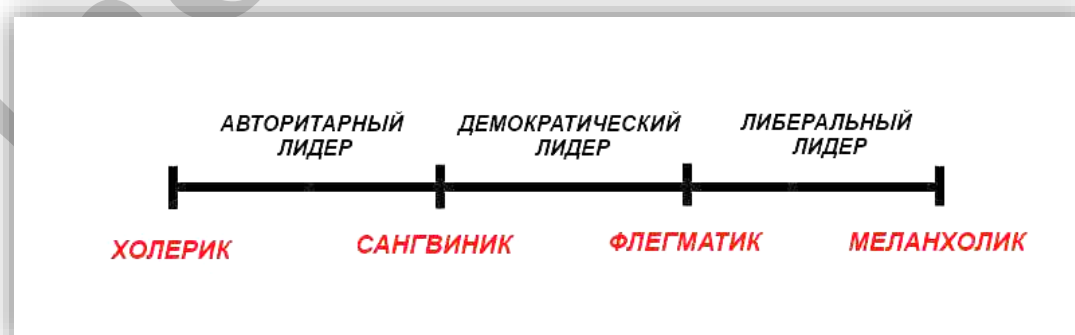 АВТОРИТАРНЫЙ
ЛИДЕР
ДЕМОКРАТИЧЕСКИЙ
ЛИДЕР
ЛИБЕРАЛЬНЫЙ
ЛИДЕР
ХОЛЕРИК
САНГВИНИК
ФЛЕГМАТИК
МЕЛАНХОЛИК